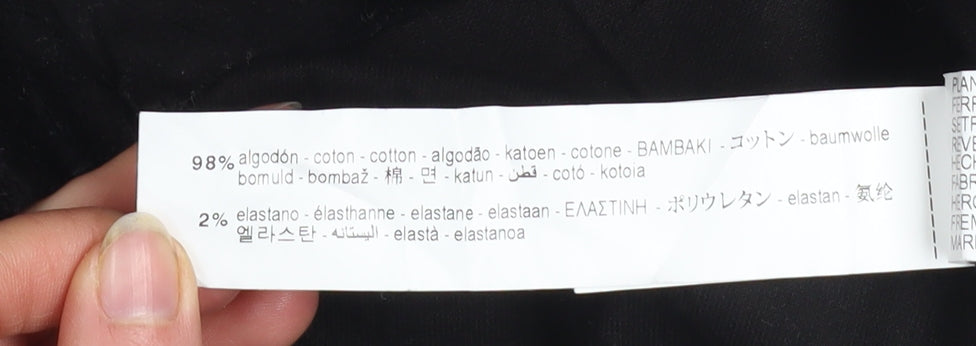 98% algodón - coton - cotton - algodão - katoen - cotone - BAMBAKI - コットン - baumwolle
bomuld - bombaž - 棉 - 면 - katun - قطن - cotó - kotoia
2% elastano - élasthanne - elastane - elastaan - ΕΛΑΣΤΙΝΗ - ポリウレタン - elastan - 氨纶
엘라스탄 - اليستانه - elastà - elastanoa